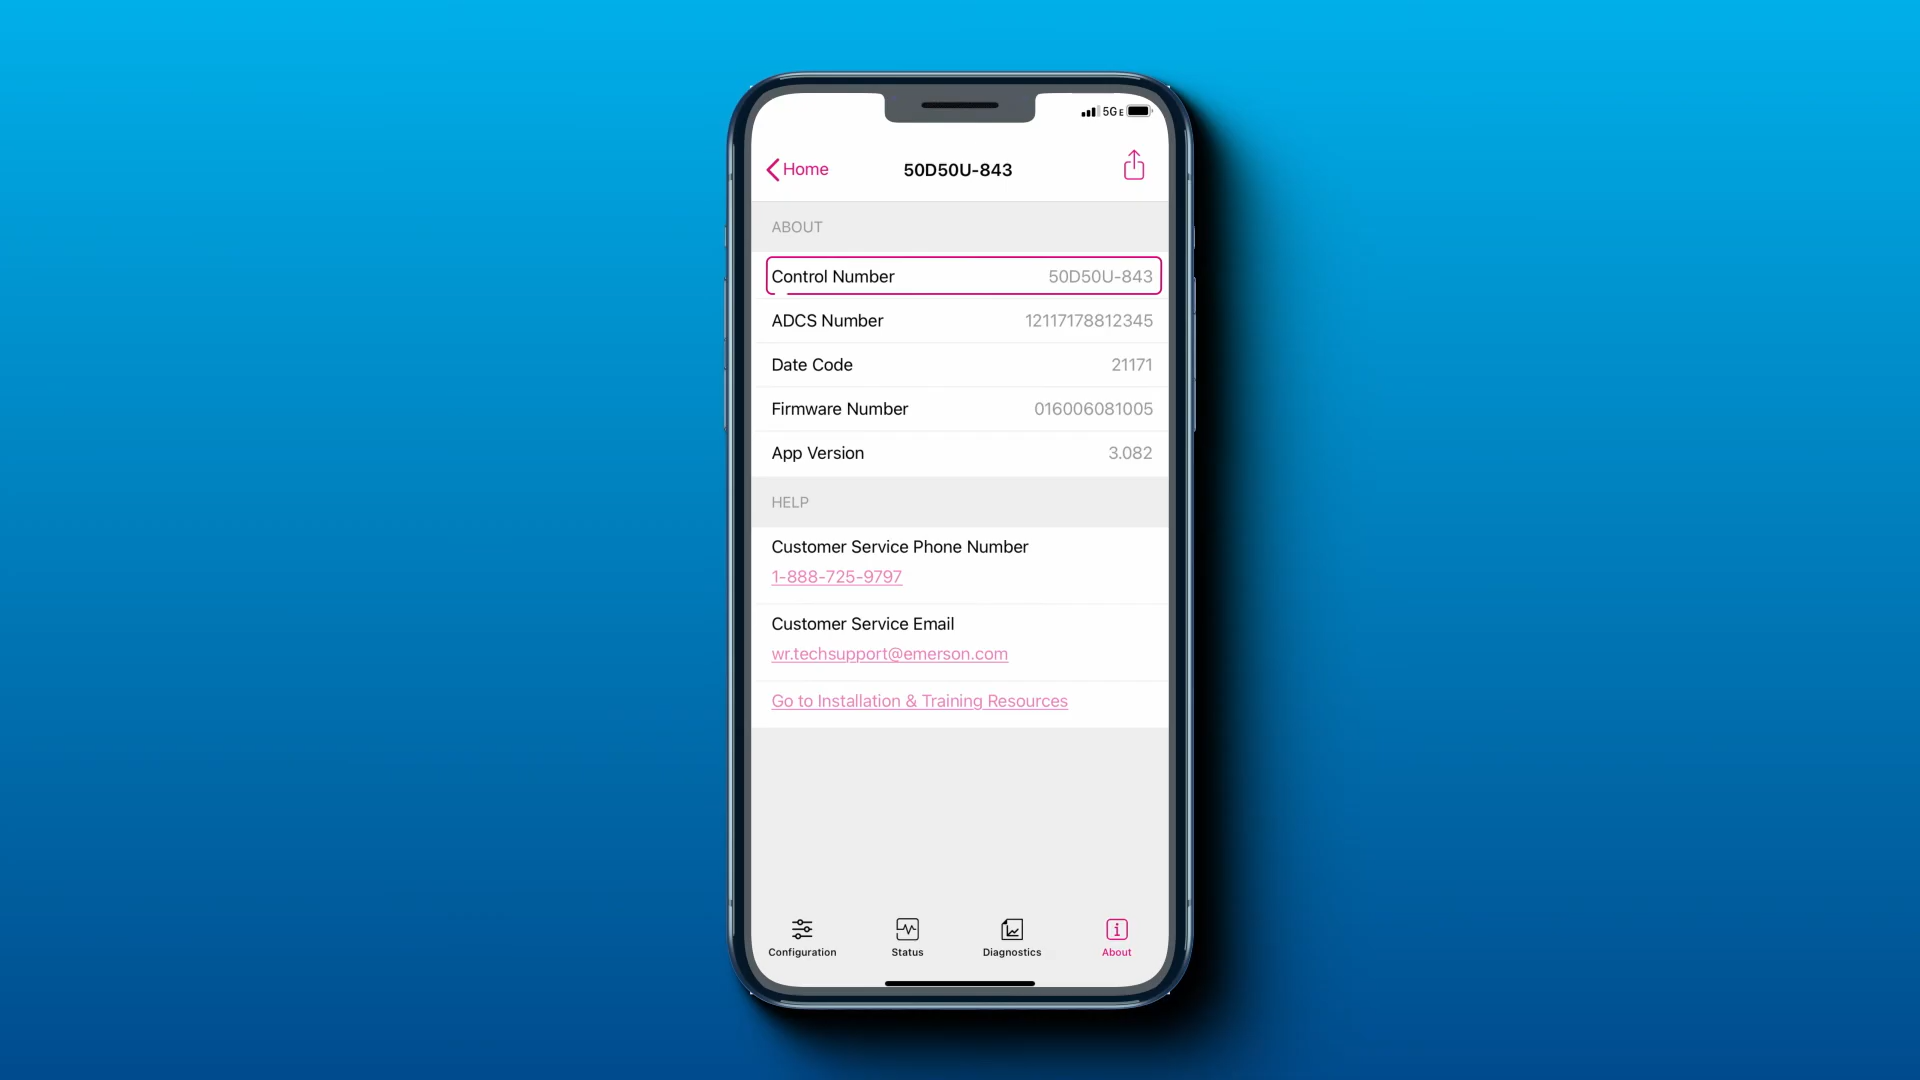 5GE
Home
50D50U-843
ABOUT
Control Number 50D50U-843
ADCS Number 12117178812345
Date Code 21171
Firmware Number 016006081005
App Version 3.082
HELP
Customer Service Phone Number
1-888-725-9797
Customer Service Email
wr.techsupport@emerson.com
Go to Installation & Training Resources
Configuration Status Diagnostics About